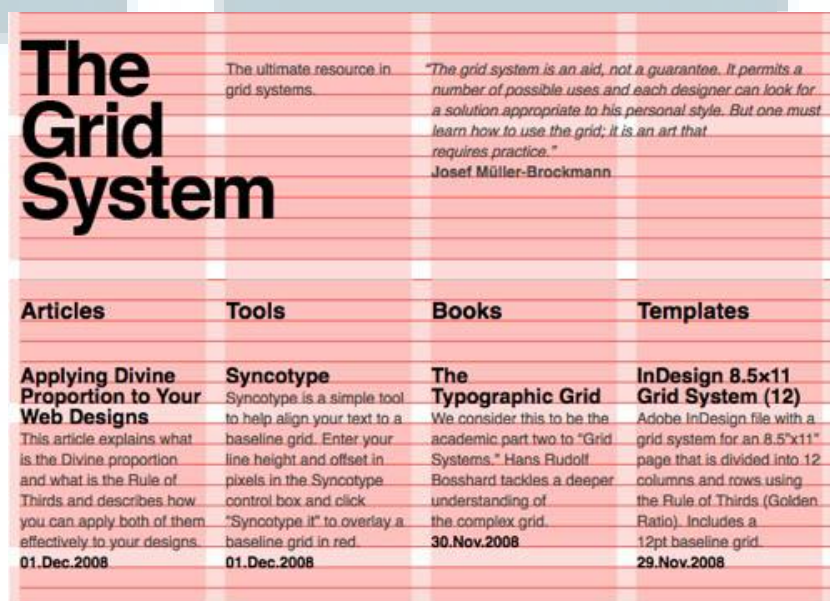 The
Grid
System
The ultimate resource in
grid systems.
“The grid system is an aid, not a guarantee. It permits a
number of possible uses and each designer can look for
a solution appropriate to his personal style. But one must
learn how to use the grid; it is an art that
requires practice.”
Josef Müller-Brockmann
Articles
Applying Divine
Proportion to Your
Web Designs
This article explains what
is the Divine proportion
and what is the Rule of
Thirds and describes how
you can apply both of them
effectively to your designs.
01.Dec.2008
Tools
Syncotype
Syncotype is a simple tool
to help align your text to a
baseline grid. Enter your
line height and offset in
pixels in the Syncotype
control box and click
“Syncotype it” to overlay a
baseline grid in red.
01.Dec.2008
Books
The
Typographic Grid
We consider this to be the
academic part two to “Grid
Systems.” Hans Rudolf
Bosshard tackles a deeper
understanding of
the complex grid.
30.Nov.2008
Templates
InDesign 8.5×11
Grid System (12)
Adobe InDesign file with a
grid system for an 8.5”x11”
page that is divided into 12
columns and rows using
the Rule of Thirds (Golden
Ratio). Includes a
12pt baseline grid.
29.Nov.2008